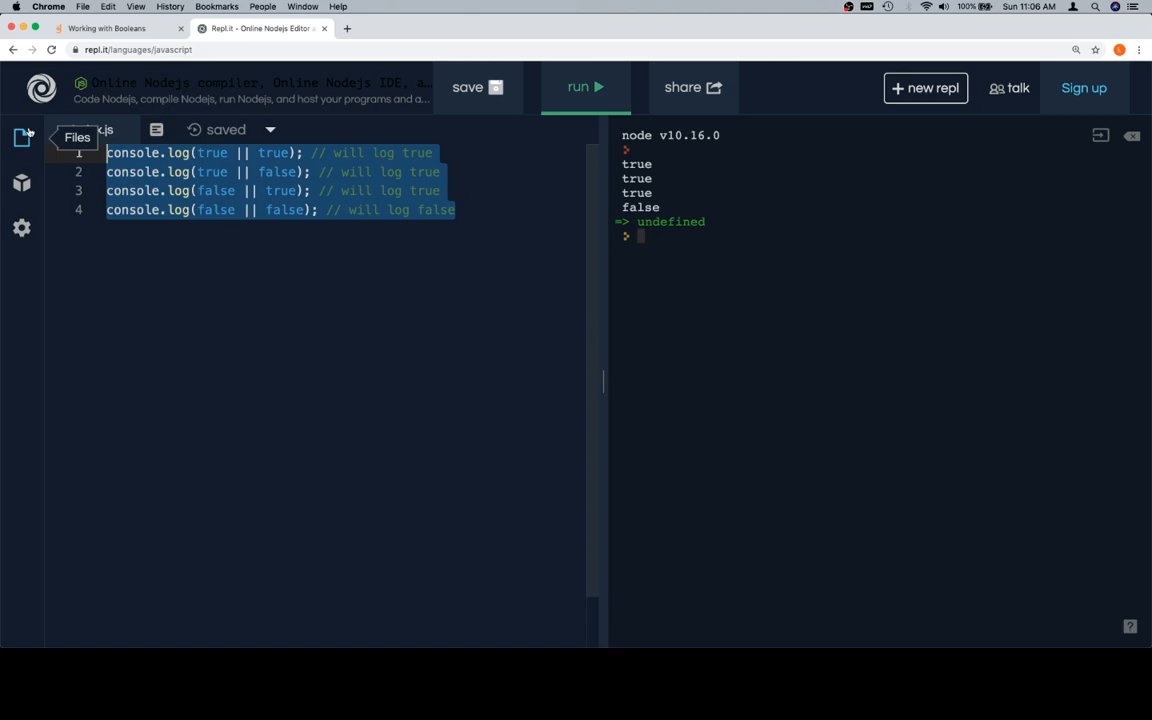 Chrome File Edit View History Bookmarks People Window Help 100% Sun 11:06 AM
Working with Booleans Repl.it - Online Nodejs Editor a
repl.it/languages/javascript
Online Nodejs compiler, Online Nodejs IDE, a…
Code Nodejs, compile Nodejs, run Nodejs, and host your programs and a…
save run share + new repl talk Sign up
Files
x.js saved
1 console.log(true || true); // will log true
2 console.log(true || false); // will log true
3 console.log(false || true); // will log true
4 console.log(false || false); // will log false
node v10.16.0
true
true
true
false
=> undefined
?